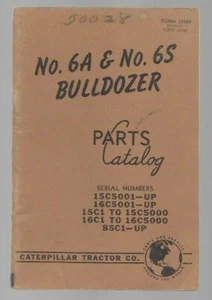 50028
No. 6A & No. 6S
BULLDOZER
PARTS
Catalog
SERIAL NUMBERS
15C5001-UP
16C5001-UP
15C1 TO 15C5000
16C1 TO 16C5000
85C1-UP
CATERPILLAR TRACTOR CO.